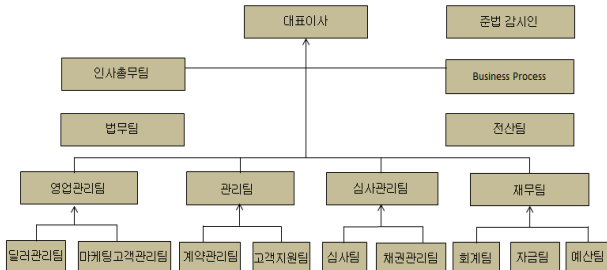 대표이사
준법 감시인
인사총무팀
Business Process
법무팀
전산팀
영업관리팀
관리팀
심사관리팀
재무팀
딜러관리팀
마케팅고객관리팀
계약관리팀
고객지원팀
심사팀
채권관리팀
회계팀
자금팀
예산팀